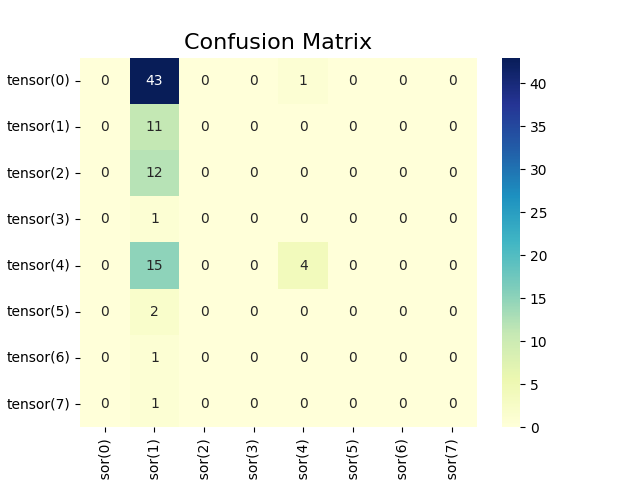 Confusion Matrix
tensor(0) 0 43 0 0 1 0 0 0
tensor(1) 0 11 0 0 0 0 0 0
tensor(2) 0 12 0 0 0 0 0 0
tensor(3) 0 1 0 0 0 0 0 0
tensor(4) 0 15 0 0 4 0 0 0
tensor(5) 0 2 0 0 0 0 0 0
tensor(6) 0 1 0 0 0 0 0 0
tensor(7) 0 1 0 0 0 0 0 0
sor(0) sor(1) sor(2) sor(3) sor(4) sor(5) sor(6) sor(7)
40
35
30
25
20
15
10
5
0